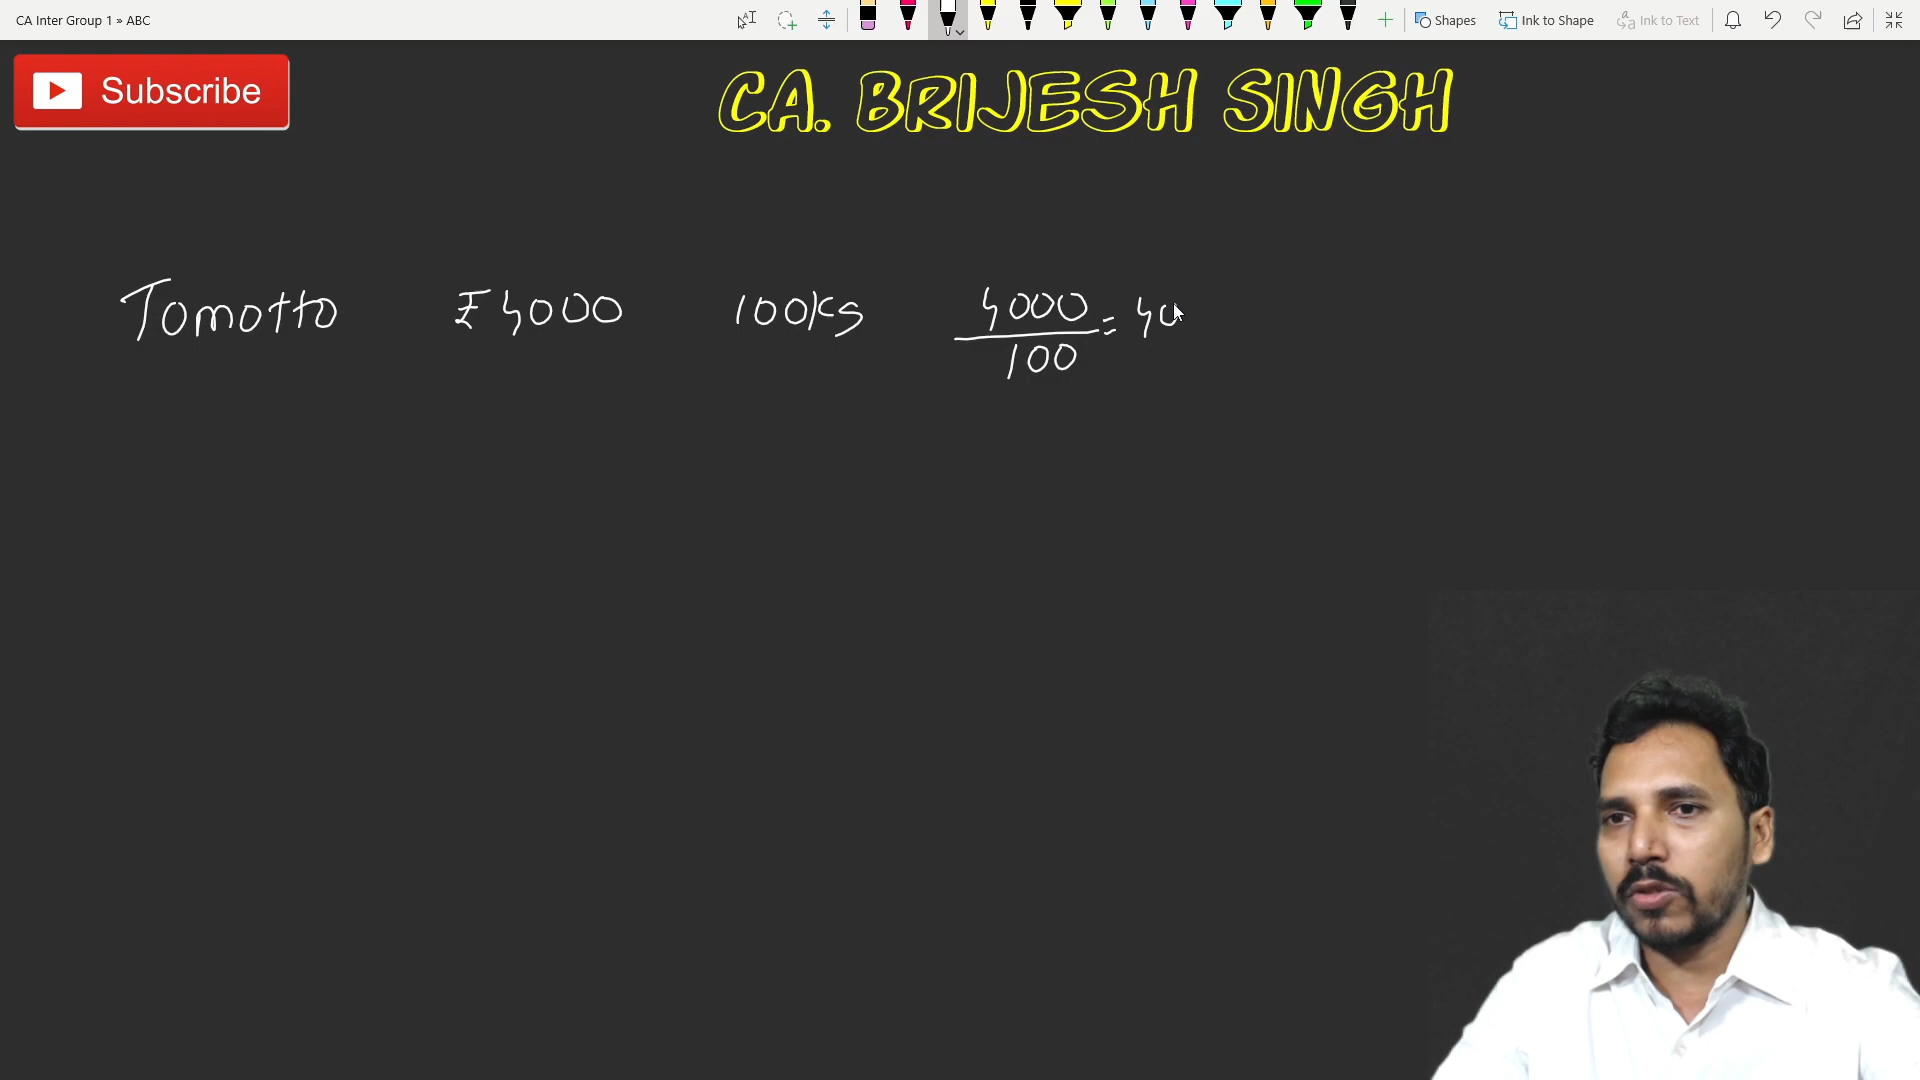 CA Inter Group 1 » ABC
Shapes
Ink to Shape
Ink to Text
Subscribe
CA. BRIJESH SINGH
Tomotto ₹4000 100KG 4000/100 = 40